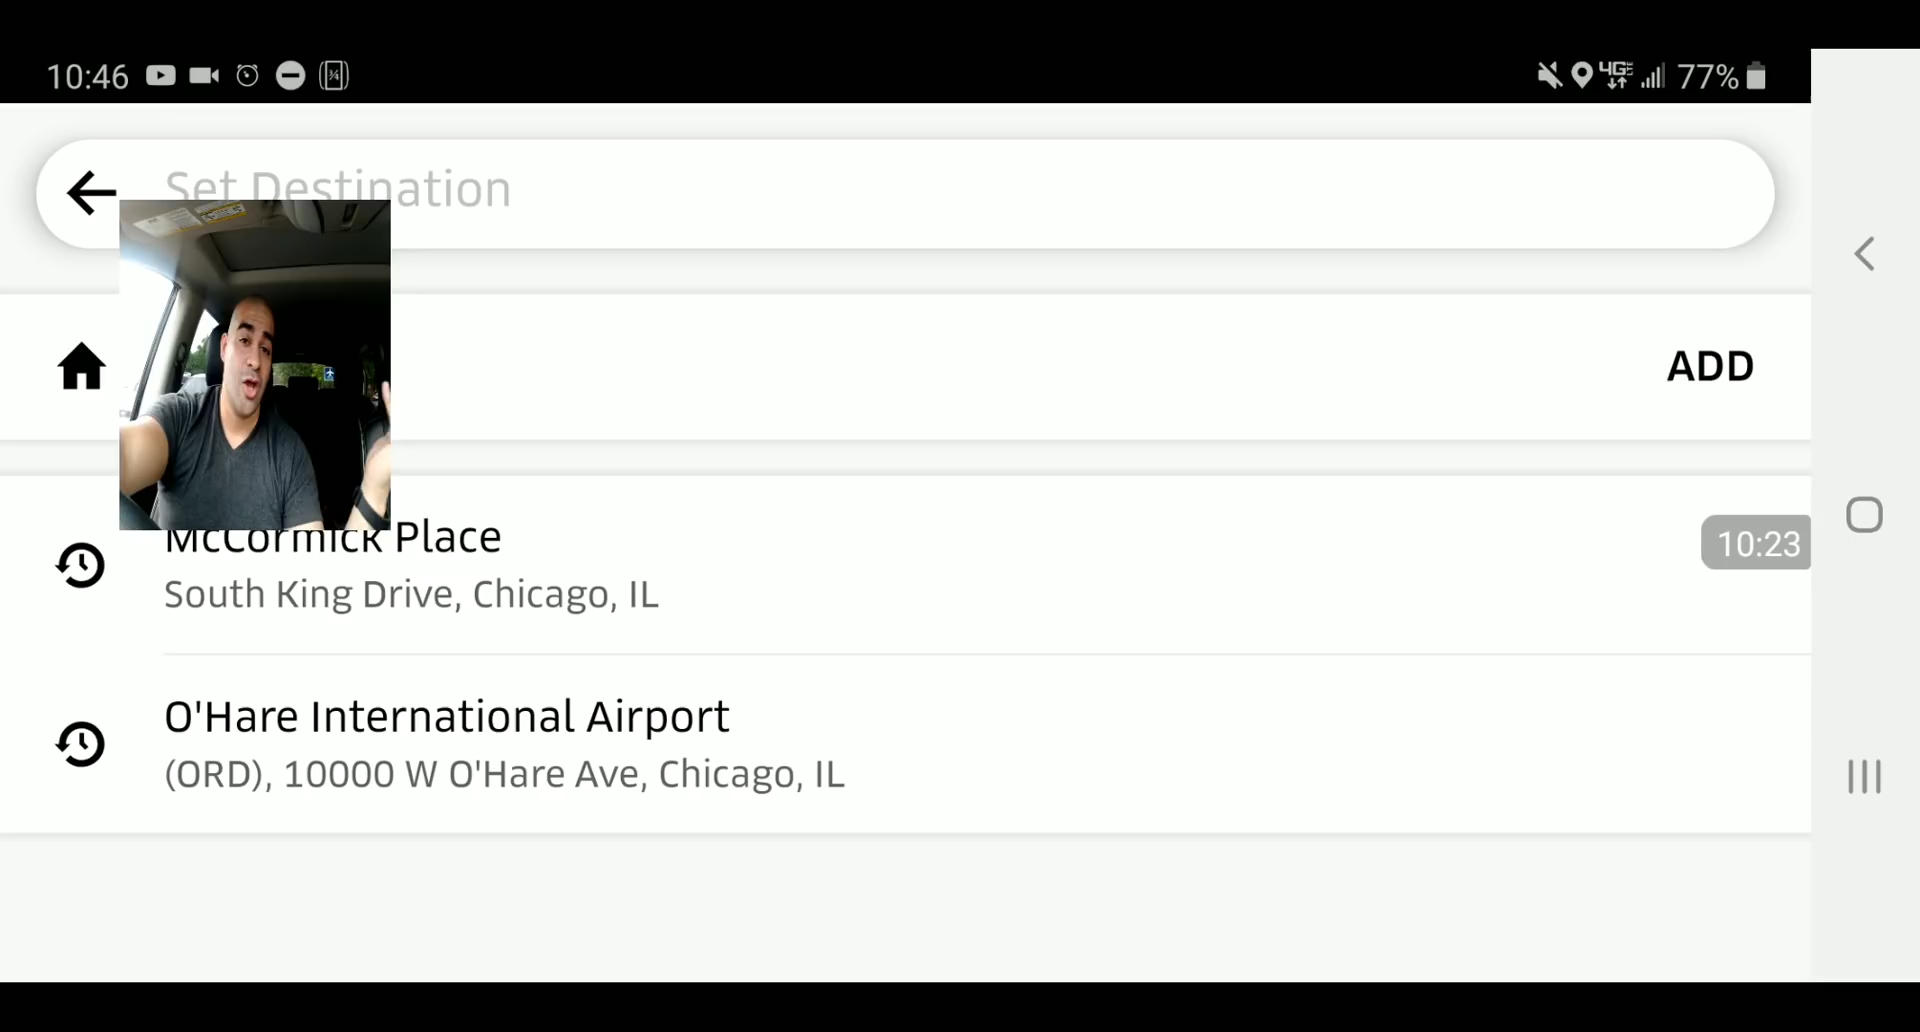 10:46
77%
Set Destination
ADD
McCormick Place
10:23
South King Drive, Chicago, IL
O'Hare International Airport
(ORD), 10000 W O'Hare Ave, Chicago, IL